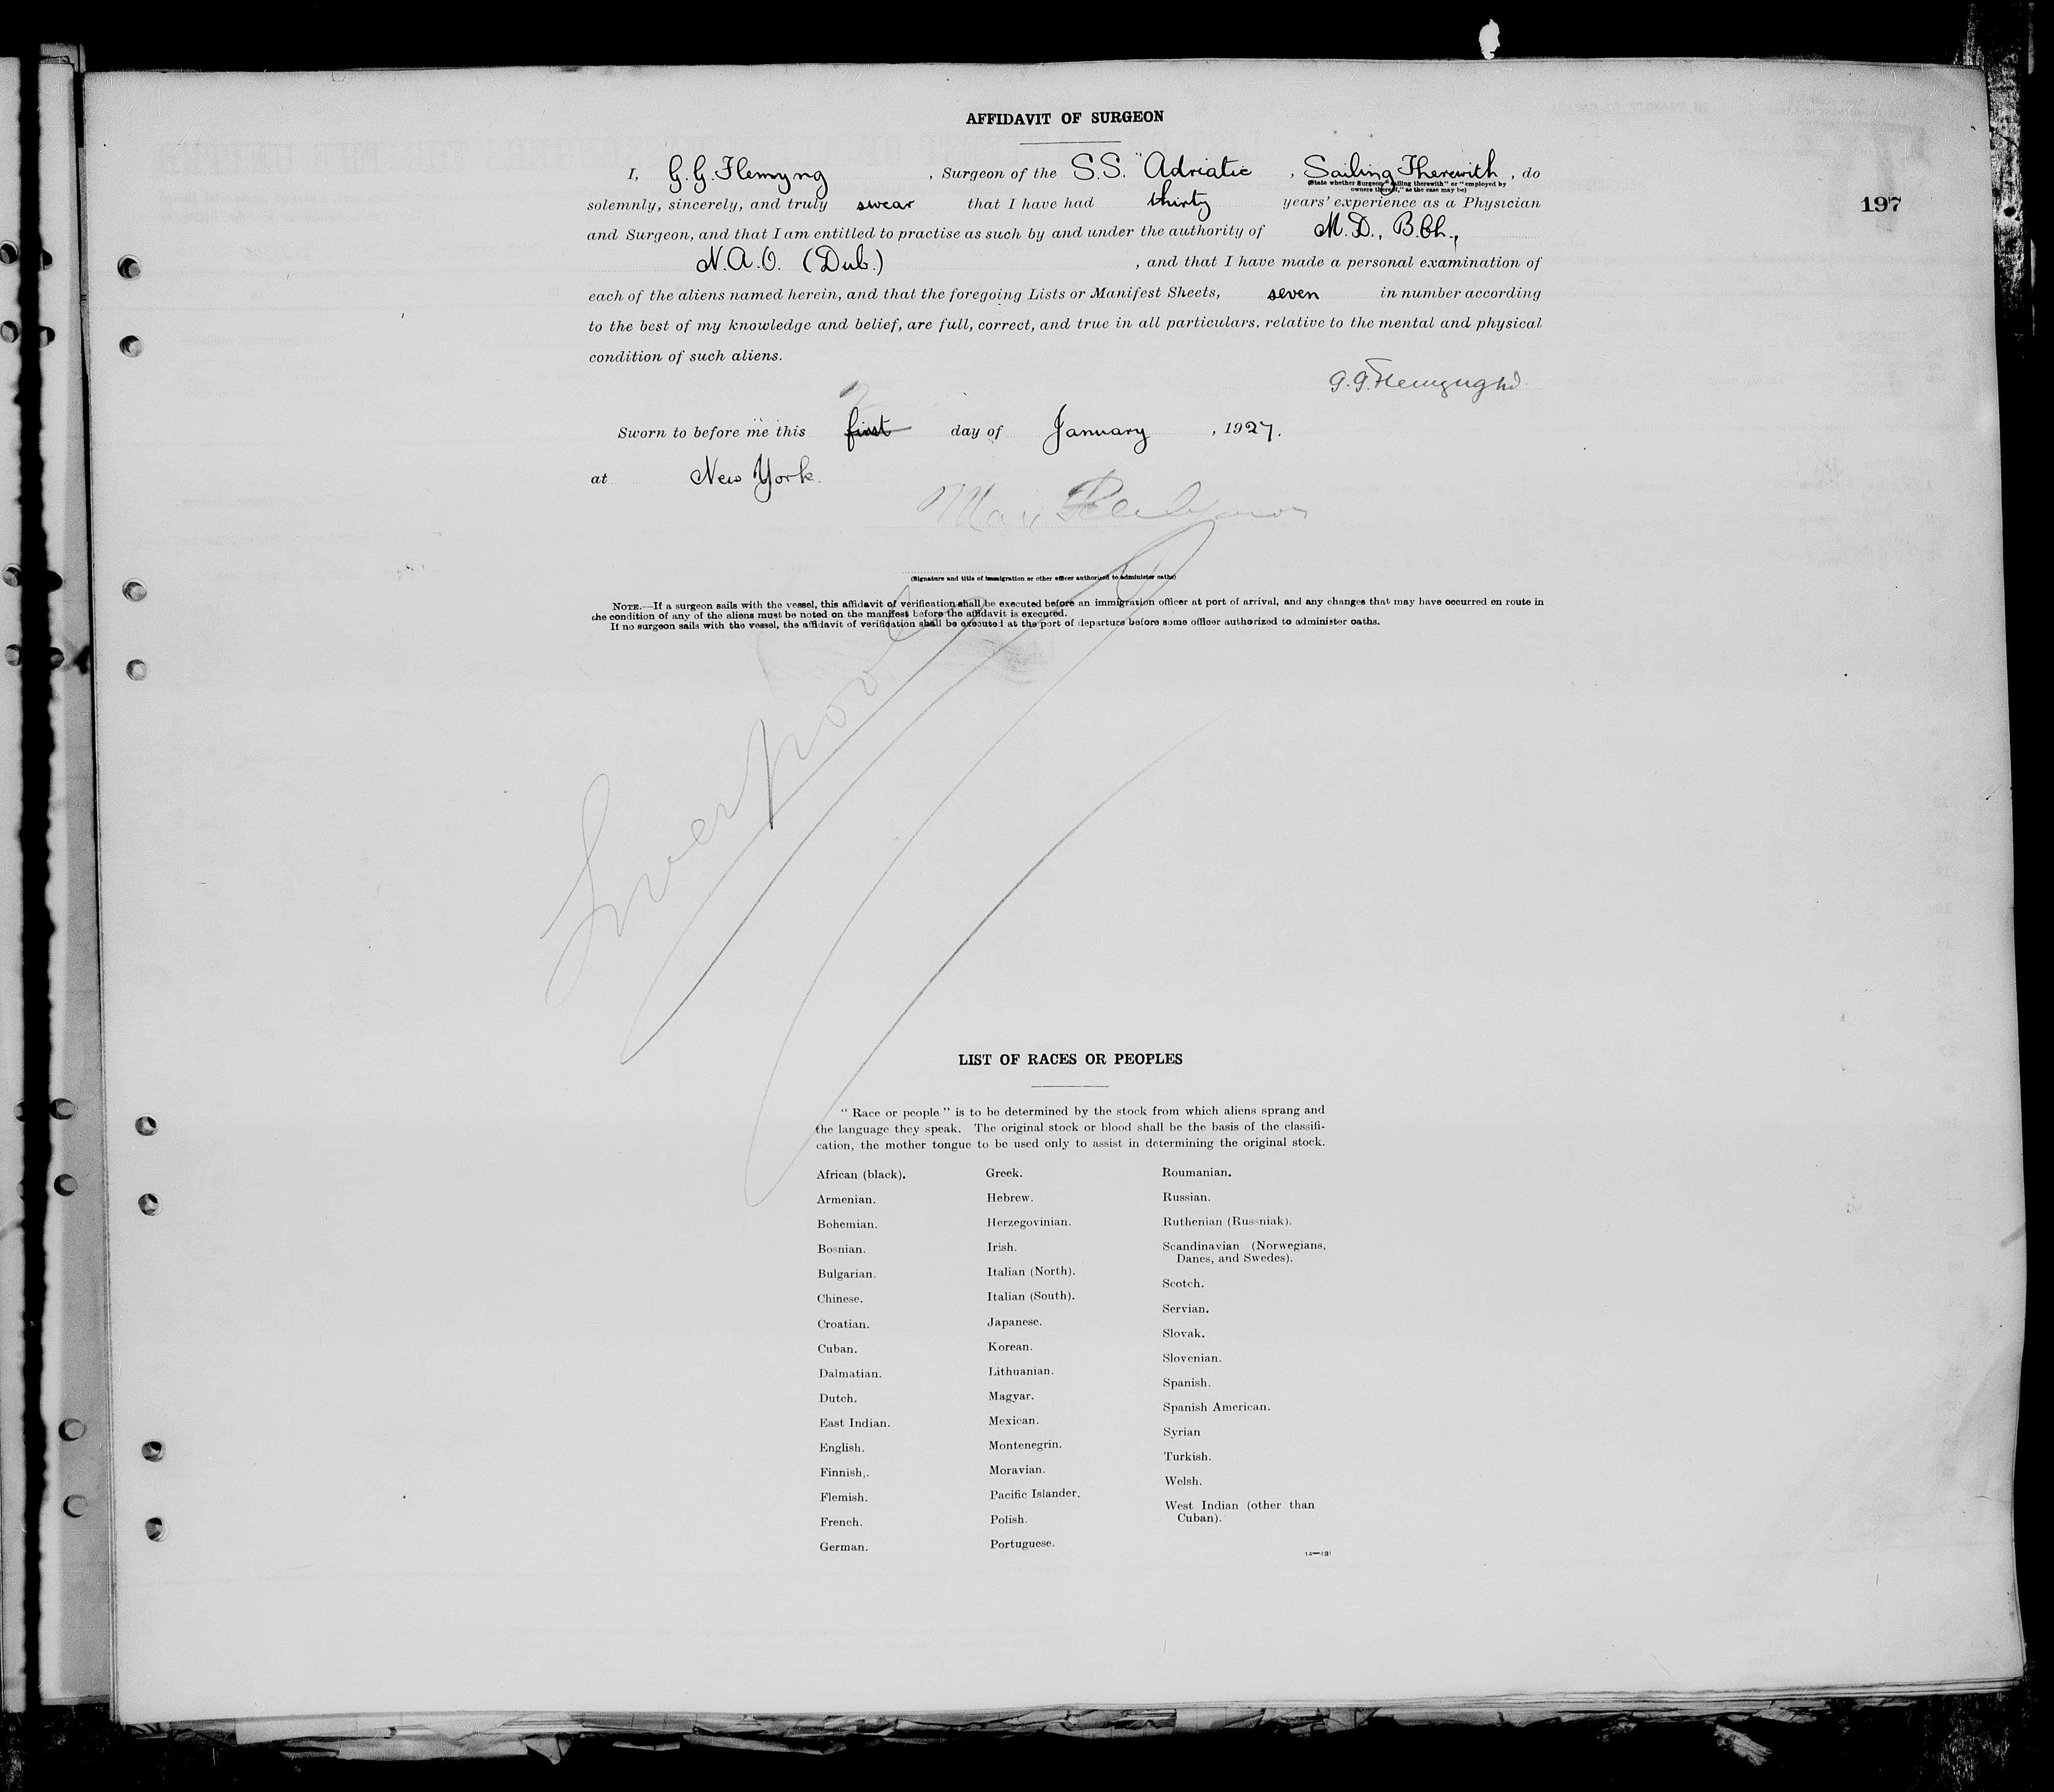 AFFIDAVIT OF SURGEON
I, G. G. Flemyng , Surgeon of the S.S. "Adriatic , Sailing Therewith , do
(State whether Surgeon "sailing therewith" or "employed by
owners thereof," as the case may be)
197
solemnly, sincerely, and truly swear that I have had thirty years' experience as a Physician
and Surgeon, and that I am entitled to practise as such by and under the authority of M.D., B.Ch.,
N.A.O. (Dub.) , and that I have made a personal examination of
each of the aliens named herein, and that the foregoing Lists or Manifest Sheets, seven in number according
to the best of my knowledge and belief, are full, correct, and true in all particulars, relative to the mental and physical
condition of such aliens.
G. G. Flemyng MD
Sworn to before me this first day of January , 1927.
at New York.
(Signature and title of immigration or other officer authorized to administer oaths)
NOTE.—If a surgeon sails with the vessel, this affidavit of verification shall be executed before an immigration officer at port of arrival, and any changes that may have occurred en route in
the condition of any of the aliens must be noted on the manifest before the affidavit is executed.
If no surgeon sails with the vessel, the affidavit of verification shall be executed at the port of departure before some officer authorized to administer oaths.
Liverpool
LIST OF RACES OR PEOPLES
" Race or people " is to be determined by the stock from which aliens sprang and
the language they speak. The original stock or blood shall be the basis of the classifi-
cation, the mother tongue to be used only to assist in determining the original stock.
African (black).
Armenian.
Bohemian.
Bosnian.
Bulgarian.
Chinese.
Croatian.
Cuban.
Dalmatian.
Dutch.
East Indian.
English.
Finnish,.
Flemish.
French.
German.
Greek.
Hebrew.
Herzegovinian.
Irish.
Italian (North).
Italian (South).
Japanese.
Korean.
Lithuanian.
Magyar.
Mexican.
Montenegrin.
Moravian.
Pacific Islander.
Polish.
Portuguese.
Roumanian.
Russian.
Ruthenian (Russniak).
Scandinavian (Norwegians,
Danes, and Swedes).
Scotch.
Servian.
Slovak.
Slovenian.
Spanish.
Spanish American.
Syrian
Turkish.
Welsh.
West Indian (other than
Cuban).